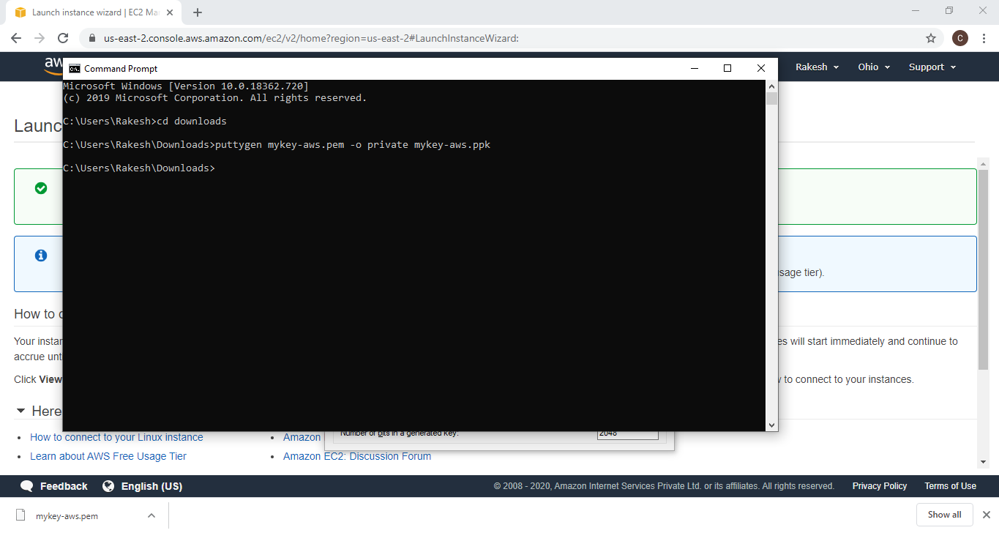 Launch instance wizard | EC2 Ma
us-east-2.console.aws.amazon.com/ec2/v2/home?region=us-east-2#LaunchInstanceWizard:
C
aw
Rakesh
Ohio
Support
Command Prompt
Microsoft Windows [Version 10.0.18362.720]
(c) 2019 Microsoft Corporation. All rights reserved.
C:\Users\Rakesh>cd downloads
C:\Users\Rakesh\Downloads>puttygen mykey-aws.pem -o private mykey-aws.ppk
C:\Users\Rakesh\Downloads>
Launc
sage tier).
How to c
Your instar
es will start immediately and continue to
accrue unt
Click View
to connect to your instances.
Here
Number of bits in a generated key:
2048
How to connect to your Linux instance
Amazon
Learn about AWS Free Usage Tier
Amazon EC2: Discussion Forum
Feedback
English (US)
© 2008 - 2020, Amazon Internet Services Private Ltd. or its affiliates. All rights reserved.
Privacy Policy
Terms of Use
mykey-aws.pem
Show all